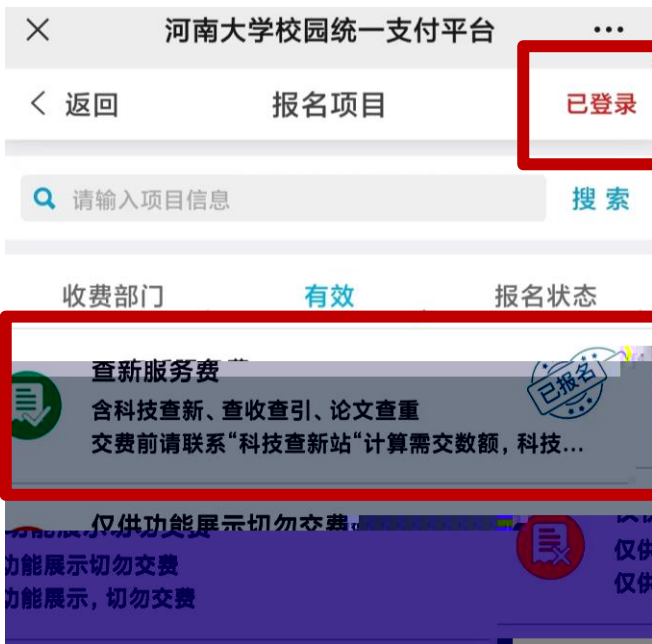 河南大学校园统一支付平台
返回 报名项目 已登录
请输入项目信息 搜索
收费部门 有效 报名状态
查新服务费
已报名
含科技查新、查收查引、论文查重
交费前请联系“科技查新站“计算需交数额，科技...
仅供功能展示切勿交费
功能展示切勿交费
仅供
功能展示，切勿交费
仅供